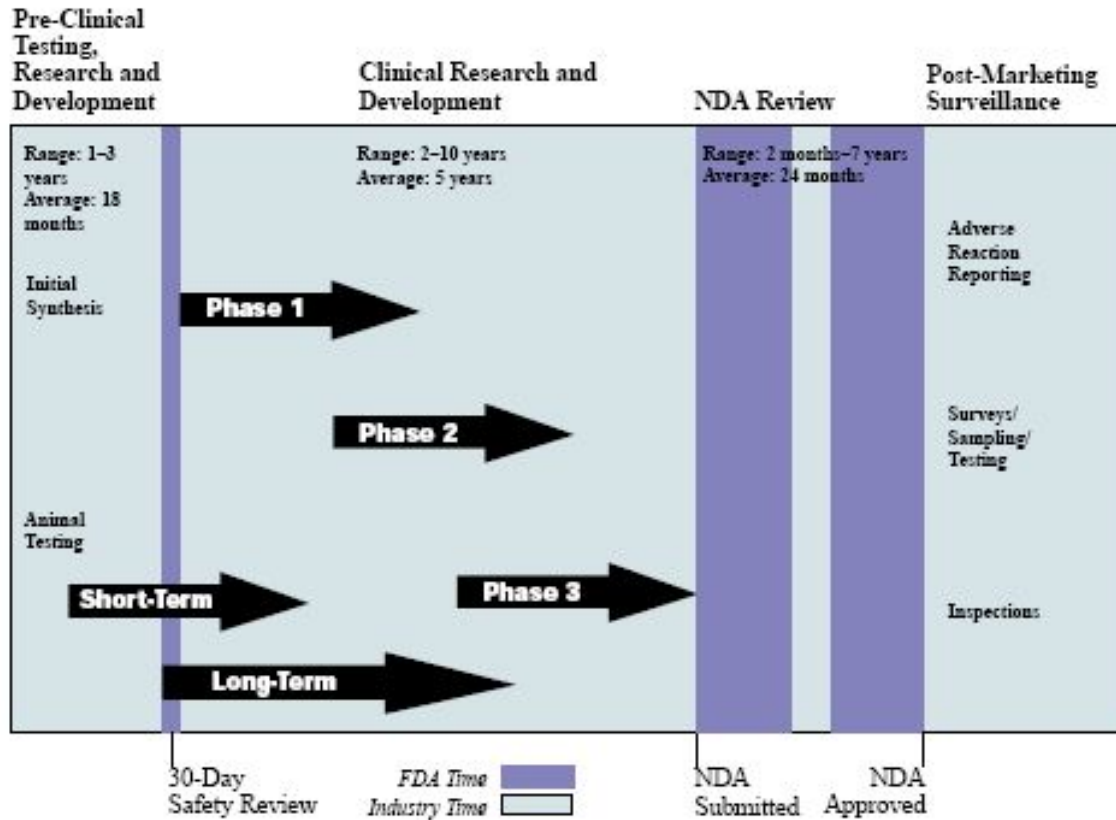 Pre-Clinical
Testing,
Research and
Development
Clinical Research and
Development
NDA Review
Post-Marketing
Surveillance
Range: 1–3
years
Average: 18
months
Range: 2–10 years
Average: 5 years
Range: 2 months–7 years
Average: 24 months
Initial
Synthesis
Phase 1
Adverse
Reaction
Reporting
Phase 2
Surveys/
Sampling/
Testing
Animal
Testing
Short-Term
Phase 3
Inspections
Long-Term
30-Day
Safety Review
FDA Time
Industry Time
NDA
Submitted
NDA
Approved